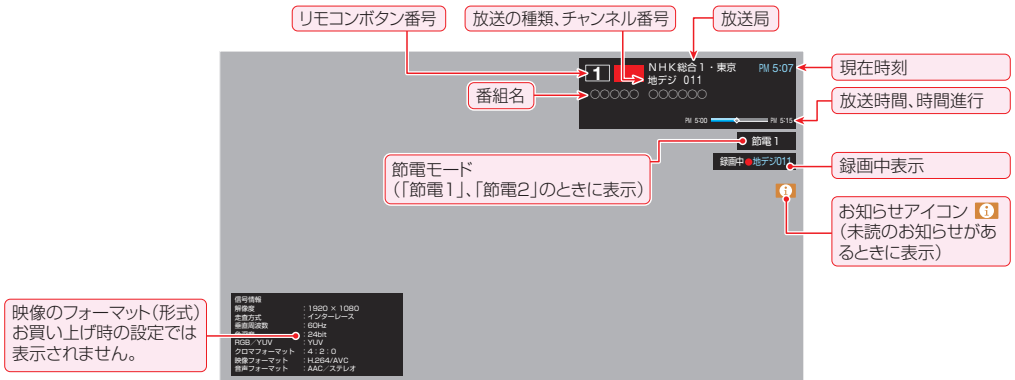 リモコンボタン番号
放送の種類、チャンネル番号
放送局
1
NHK総合1・東京
PM 5:07
地デジ 011
○○○○○ ○○○○○○
PM 5:00
PM 5:15
現在時刻
番組名
放送時間、時間進行
節電1
節電モード
(「節電1」、「節電2」のときに表示)
録画中●地デジ011
録画中表示
お知らせアイコン
(未読のお知らせがあ
るときに表示)
映像のフォーマット(形式)
お買い上げ時の設定では
表示されません。
信号情報
解像度 : 1920 × 1080
走査方式 : インターレース
垂直周波数 : 60Hz
: 24bit
RGB/YUV : YUV
クロマフォーマット : 4:2:0
映像フォーマット : H.264/AVC
音声フォーマット : AAC/ステレオ